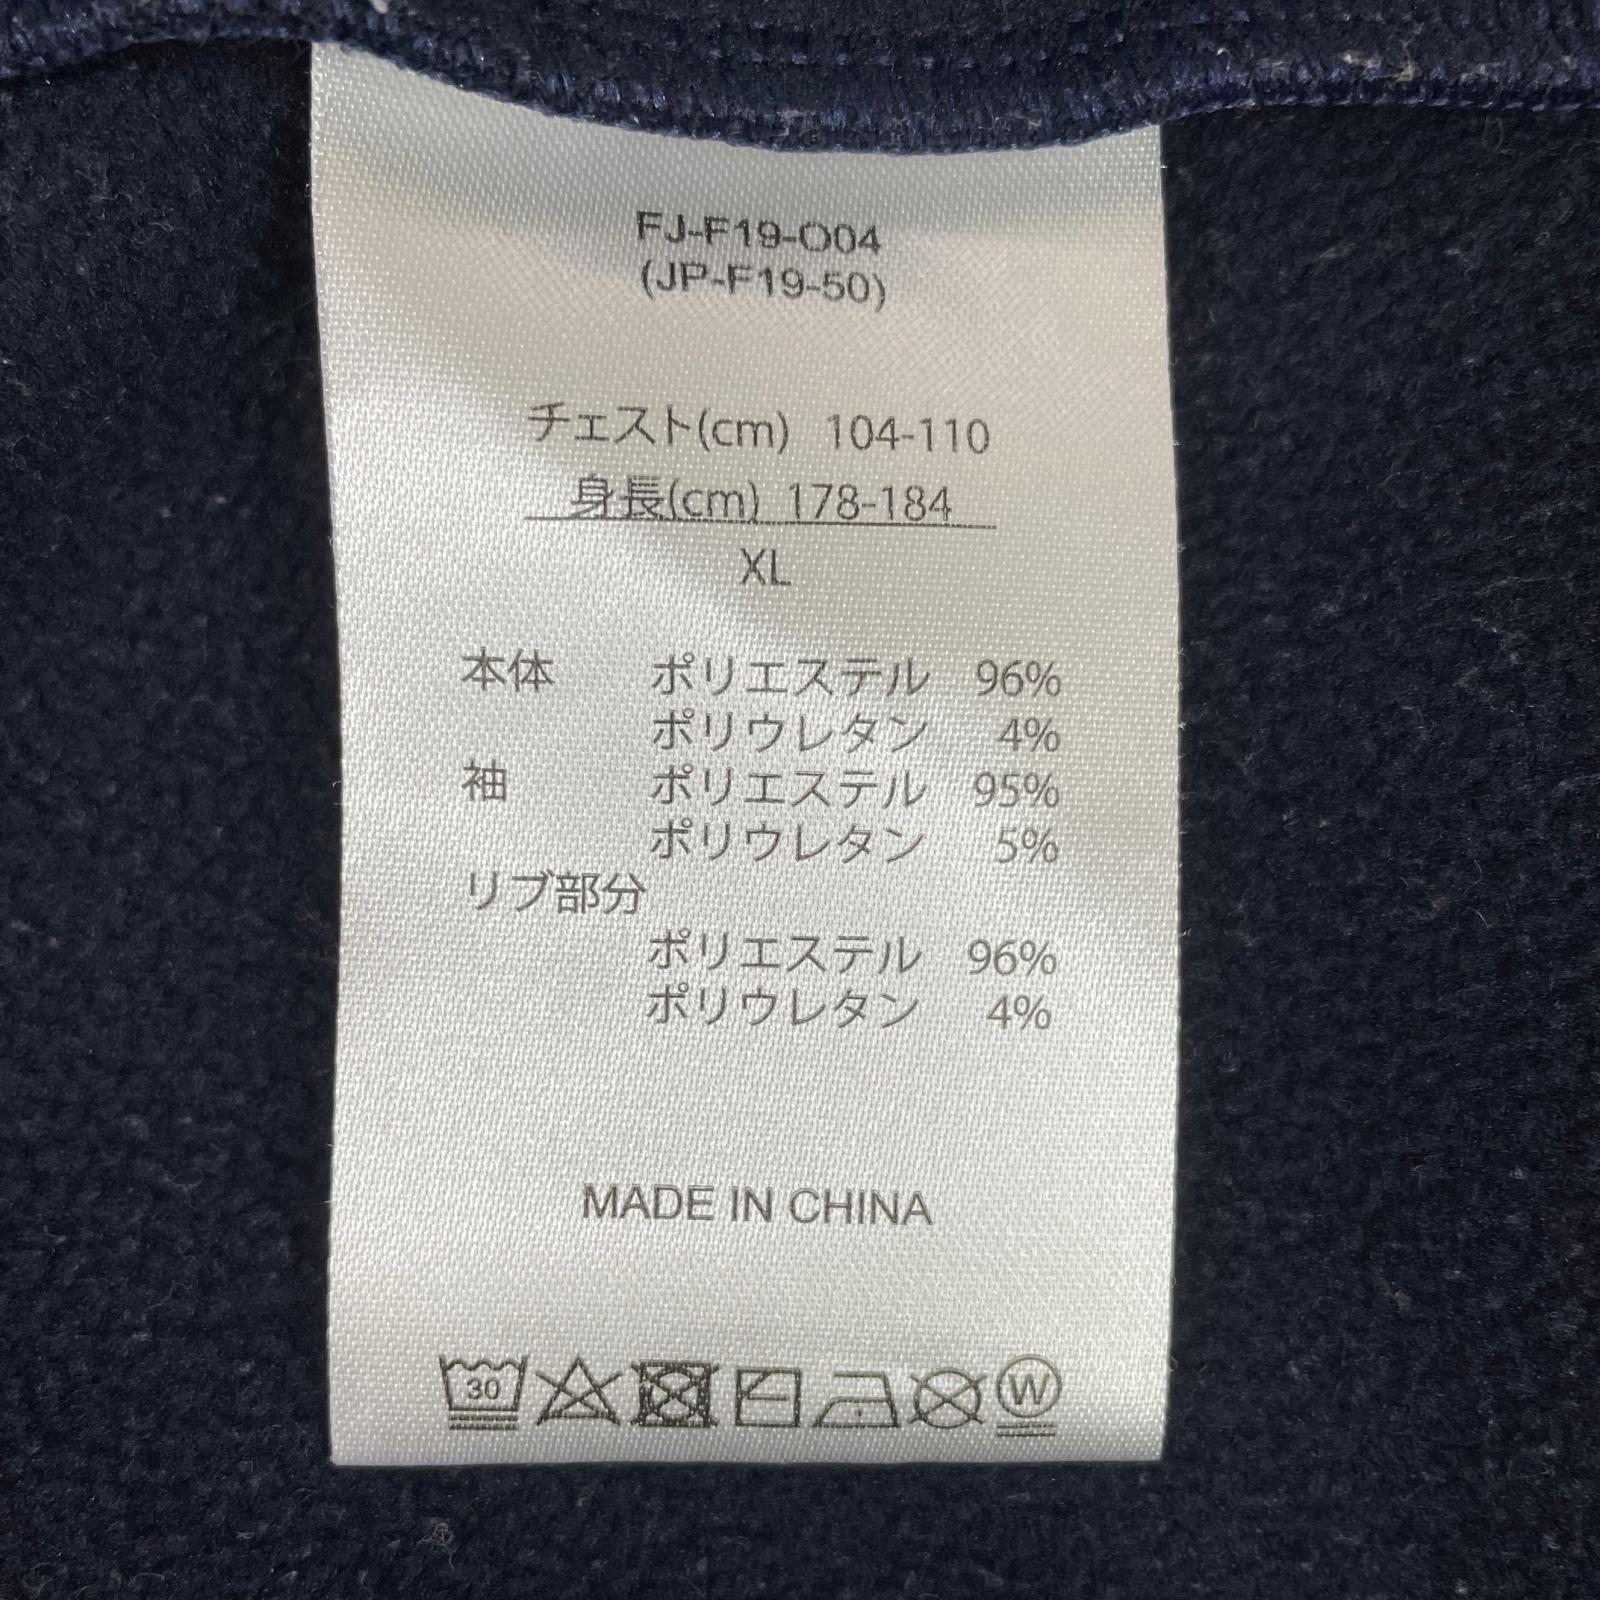 FJ-F19-O04
(JP-F19-50)
チェスト(cm) 104-110
身長(cm) 178-184
XL
本体 ポリエステル 96%
ポリウレタン 4%
袖 ポリエステル 95%
ポリウレタン 5%
リブ部分
ポリエステル 96%
ポリウレタン 4%
MADE IN CHINA
30 W